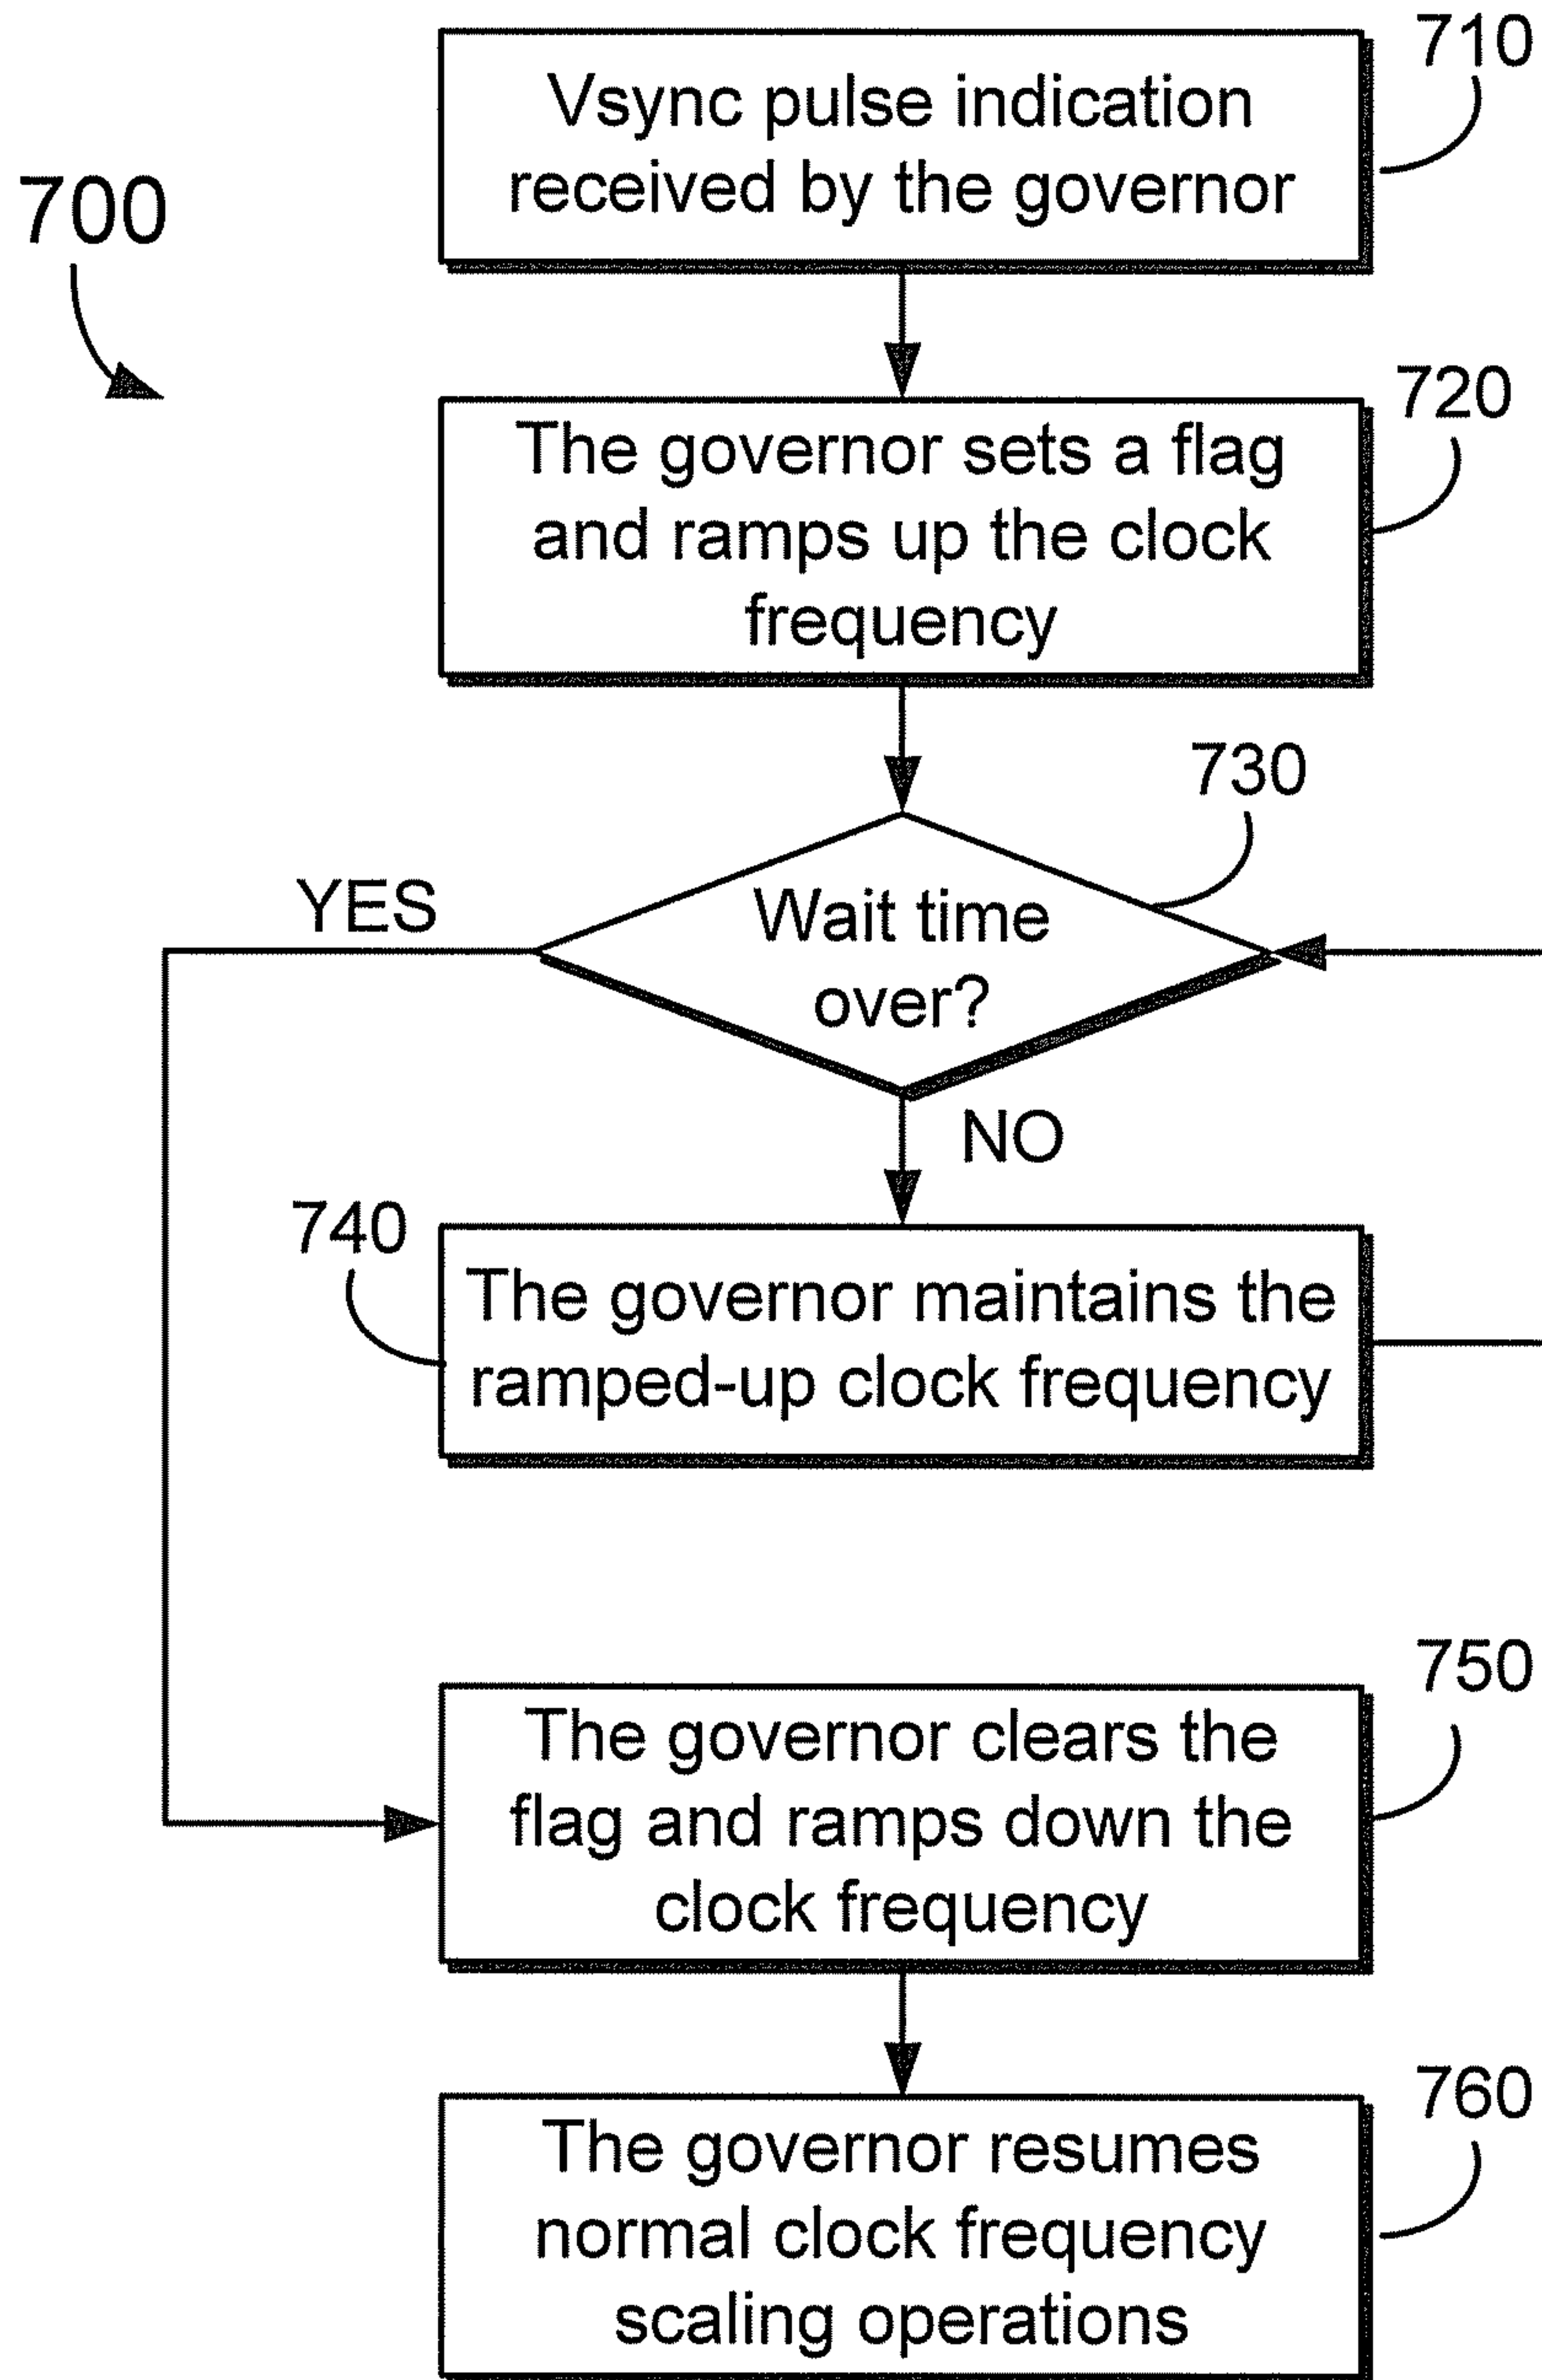 710
Vsync pulse indication
received by the governor
700
720
The governor sets a flag
and ramps up the clock
frequency
730
YES
Wait time
over?
NO
740
The governor maintains the
ramped-up clock frequency
750
The governor clears the
flag and ramps down the
clock frequency
760
The governor resumes
normal clock frequency
scaling operations